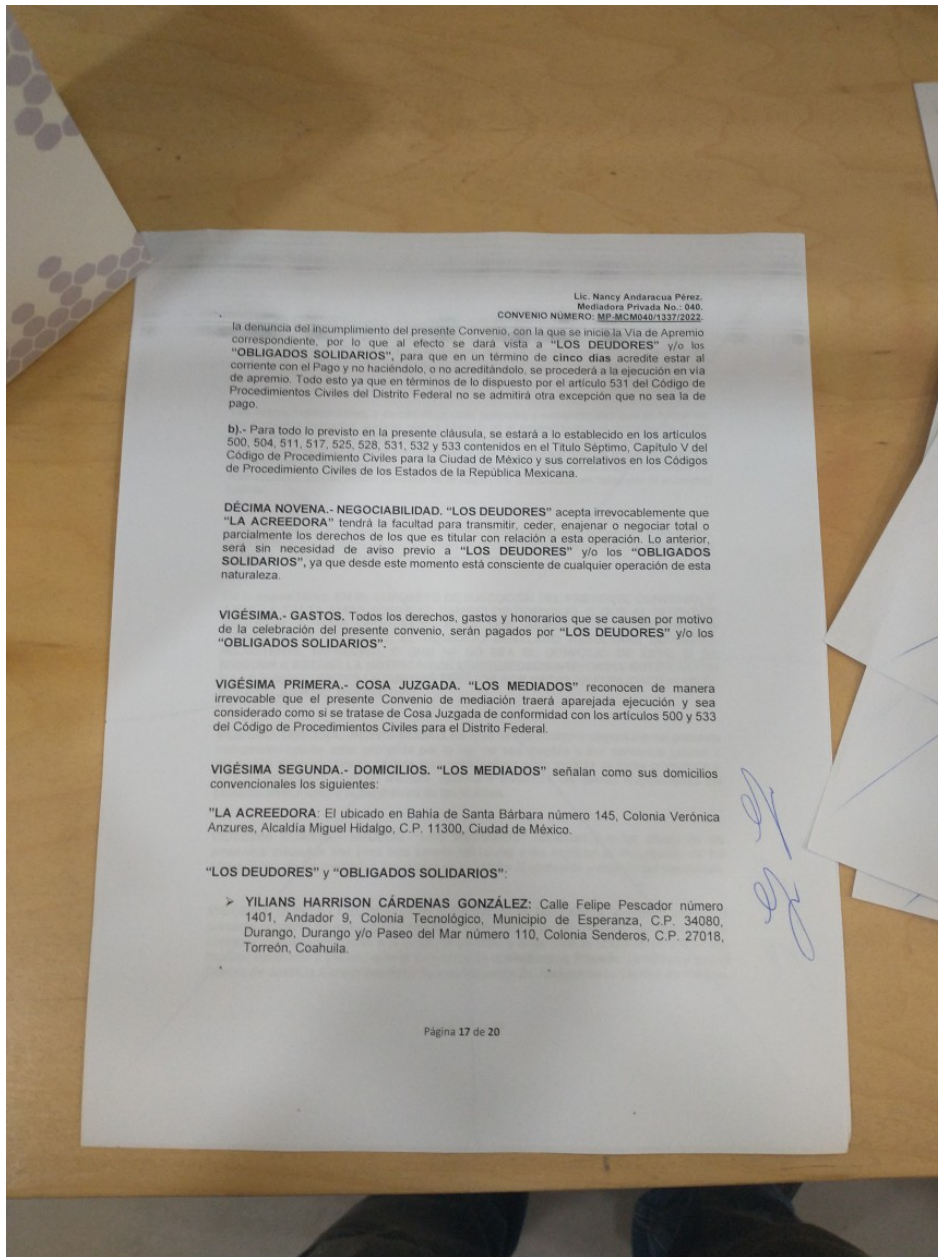 Lic. Nancy Andaracua Pérez.
Mediadora Privada No.: 040.
CONVENIO NÚMERO: MP-MCM040/1337/2022.
la denuncia del incumplimiento del presente Convenio, con la que se inicie la Vía de Apremio
correspondiente, por lo que al efecto se dará vista a "LOS DEUDORES" y/o los
"OBLIGADOS SOLIDARIOS", para que en un término de cinco días acredite estar al
corriente con el Pago y no haciéndolo, o no acreditándolo, se procederá a la ejecución en vía
de apremio. Todo esto ya que en términos de lo dispuesto por el artículo 531 del Código de
Procedimientos Civiles del Distrito Federal no se admitirá otra excepción que no sea la de
pago.
b).- Para todo lo previsto en la presente cláusula, se estará a lo establecido en los artículos
500, 504, 511, 517, 525, 528, 531, 532 y 533 contenidos en el Titulo Séptimo, Capítulo V del
Código de Procedimiento Civiles para la Ciudad de México y sus correlativos en los Códigos
de Procedimiento Civiles de los Estados de la República Mexicana.
DÉCIMA NOVENA.- NEGOCIABILIDAD. "LOS DEUDORES" acepta irrevocablemente que
"LA ACREEDORA" tendrá la facultad para transmitir, ceder, enajenar o negociar total o
parcialmente los derechos de los que es titular con relación a esta operación. Lo anterior,
será sin necesidad de aviso previo a "LOS DEUDORES" y/o los "OBLIGADOS
SOLIDARIOS", ya que desde este momento está consciente de cualquier operación de esta
naturaleza.
VIGÉSIMA.- GASTOS. Todos los derechos, gastos y honorarios que se causen por motivo
de la celebración del presente convenio, serán pagados por "LOS DEUDORES" y/o los
"OBLIGADOS SOLIDARIOS".
VIGÉSIMA PRIMERA.- COSA JUZGADA. "LOS MEDIADOS" reconocen de manera
irrevocable que el presente Convenio de mediación traerá aparejada ejecución y sea
considerado como si se tratase de Cosa Juzgada de conformidad con los artículos 500 y 533
del Código de Procedimientos Civiles para el Distrito Federal.
VIGÉSIMA SEGUNDA.- DOMICILIOS. "LOS MEDIADOS" señalan como sus domicilios
convencionales los siguientes:
"LA ACREEDORA: El ubicado en Bahía de Santa Bárbara número 145, Colonia Verónica
Anzures, Alcaldía Miguel Hidalgo, C.P. 11300, Ciudad de México.
"LOS DEUDORES" y "OBLIGADOS SOLIDARIOS":
➢ YILIANS HARRISON CÁRDENAS GONZÁLEZ: Calle Felipe Pescador número
1401, Andador 9, Colonia Tecnológico, Municipio de Esperanza, C.P. 34080,
Durango, Durango y/o Paseo del Mar número 110, Colonia Senderos, C.P. 27018,
Torreón, Coahuila.
Página 17 de 20